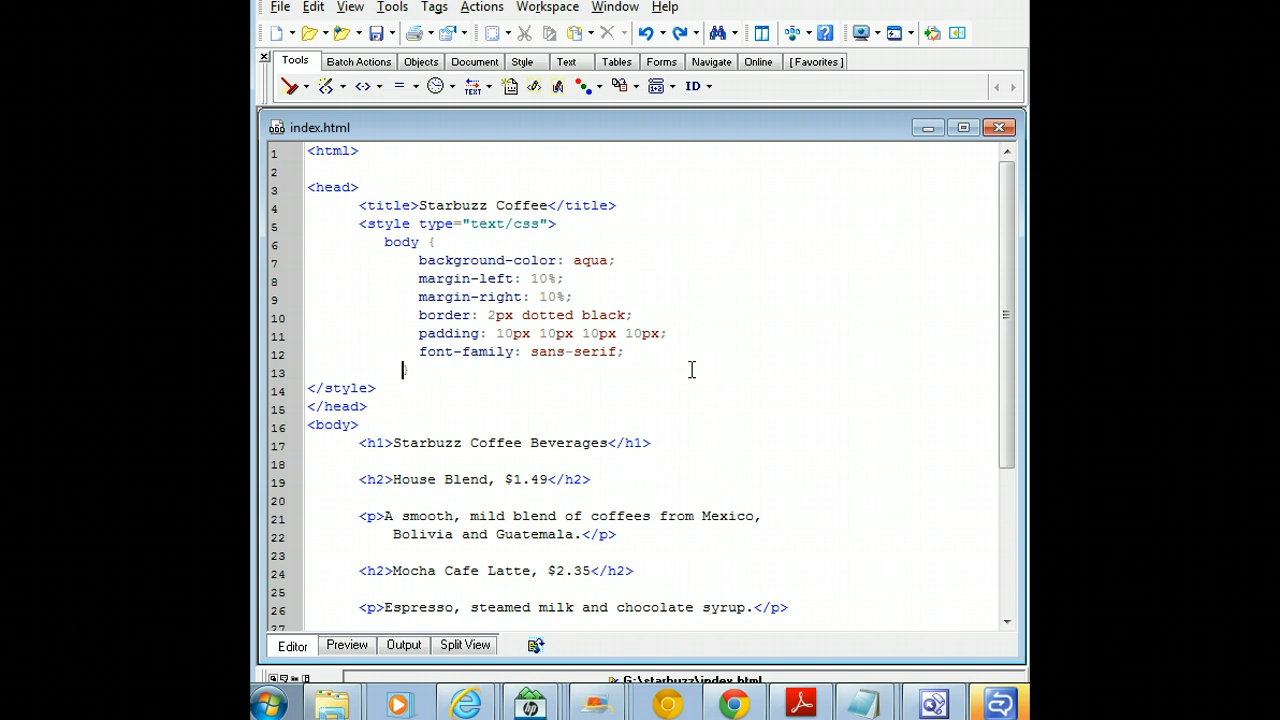 File Edit View Tools Tags Actions Workspace Window Help
Tools Batch Actions Objects Document Style Text Tables Forms Navigate Online [ Favorites ]
TEXT ID
index.html
1 <html>
2
3 <head>
4 <title>Starbuzz Coffee</title>
5 <style type="text/css">
6 body {
7 background-color: aqua;
8 margin-left: 10%;
9 margin-right: 10%;
10 border: 2px dotted black;
11 padding: 10px 10px 10px 10px;
12 font-family: sans-serif;
13 }
14 </style>
15 </head>
16 <body>
17 <h1>Starbuzz Coffee Beverages</h1>
18
19 <h2>House Blend, $1.49</h2>
20
21 <p>A smooth, mild blend of coffees from Mexico,
22 Bolivia and Guatemala.</p>
23
24 <h2>Mocha Cafe Latte, $2.35</h2>
25
26 <p>Espresso, steamed milk and chocolate syrup.</p>
27
Editor Preview Output Split View
G:\starbuzz\index.html
hp